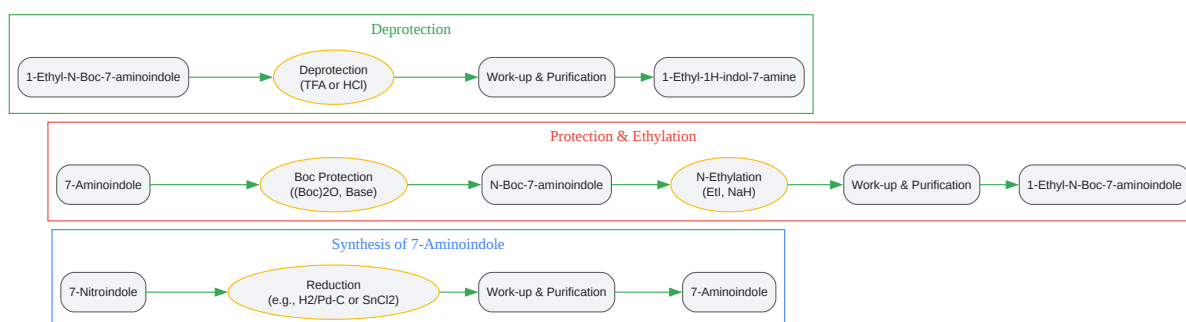 Deprotection
1-Ethyl-N-Boc-7-aminoindole
Deprotection
(TFA or HCl)
Work-up & Purification
1-Ethyl-1H-indol-7-amine
Protection & Ethylation
7-Aminoindole
Boc Protection
((Boc)2O, Base)
N-Boc-7-aminoindole
N-Ethylation
(EtI, NaH)
Work-up & Purification
1-Ethyl-N-Boc-7-aminoindole
Synthesis of 7-Aminoindole
7-Nitroindole
Reduction
(e.g., H2/Pd-C or SnCl2)
Work-up & Purification
7-Aminoindole